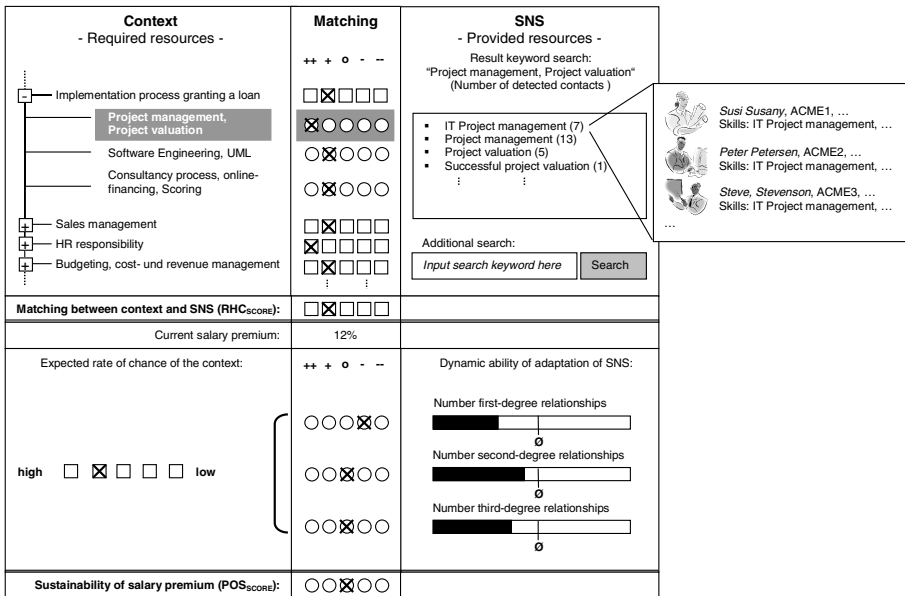 Context
- Required resources -
Matching
SNS
- Provided resources -
++ + o - --
Result keyword search:
"Project management, Project valuation"
(Number of detected contacts )
- Implementation process granting a loan
Project management,
Project valuation
Software Engineering, UML
Consultancy process, online-
financing, Scoring
+ Sales management
+ HR responsibility
+ Budgeting, cost- und revenue management
▪ IT Project management (7)
▪ Project management (13)
▪ Project valuation (5)
▪ Successful project valuation (1)
⋮ ⋮
Additional search:
Input search keyword here
Search
Susi Susany, ACME1, …
Skills: IT Project management, …
Peter Petersen, ACME2, …
Skills: IT Project management, …
Steve, Stevenson, ACME3, …
Skills: IT Project management, …
…
Matching between context and SNS (RHCSCORE):
Current salary premium:
12%
Expected rate of chance of the context:
++ + o - --
Dynamic ability of adaptation of SNS:
high
low
Number first-degree relationships
Ø
Number second-degree relationships
Ø
Number third-degree relationships
Ø
Sustainability of salary premium (POSSCORE):